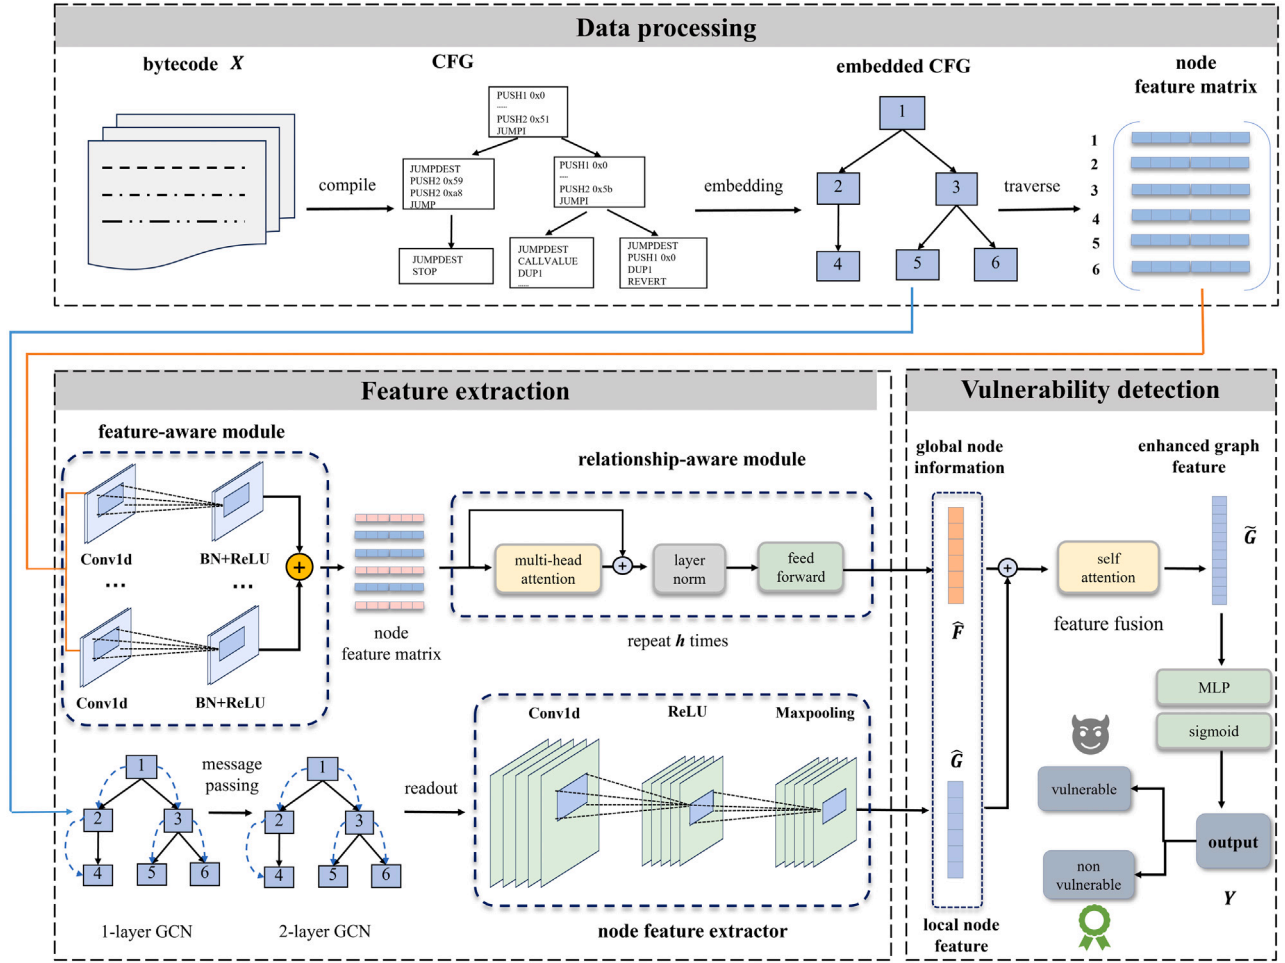 Data processing
bytecode X
CFG
embedded CFG
node
feature matrix
PUSH1 0x0
.....
PUSH2 0x51
JUMPI
JUMPDEST
PUSH2 0x59
PUSH2 0xa8
JUMP
PUSH1 0x0
....
PUSH2 0x5b
JUMPI
JUMPDEST
STOP
JUMPDEST
CALLVALUE
DUP1
......
JUMPDEST
PUSH1 0x0
DUP1
REVERT
compile
embedding
traverse
1
2
3
4
5
6
1
2
3
4
5
6
Feature extraction
feature-aware module
Conv1d
BN+ReLU
...
...
Conv1d
BN+ReLU
+
node
feature matrix
relationship-aware module
multi-head
attention
+
layer
norm
feed
forward
repeat h times
1
2
3
4
5
6
1-layer GCN
message
passing
1
2
3
4
5
6
2-layer GCN
readout
Conv1d
ReLU
Maxpooling
node feature extractor
Vulnerability detection
global node
information
F̂
Ĝ
local node
feature
+
self
attention
feature fusion
enhanced graph
feature
G̃
MLP
sigmoid
output
Y
vulnerable
non
vulnerable